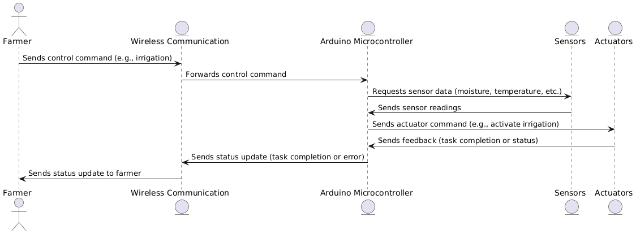 Farmer Wireless Communication Arduino Microcontroller Sensors Actuators
Sends control command (e.g., irrigation)
Forwards control command
Requests sensor data (moisture, temperature, etc.)
Sends sensor readings
Sends actuator command (e.g., activate irrigation)
Sends feedback (task completion or status)
Sends status update (task completion or error)
Sends status update to farmer
Farmer Wireless Communication Arduino Microcontroller Sensors Actuators